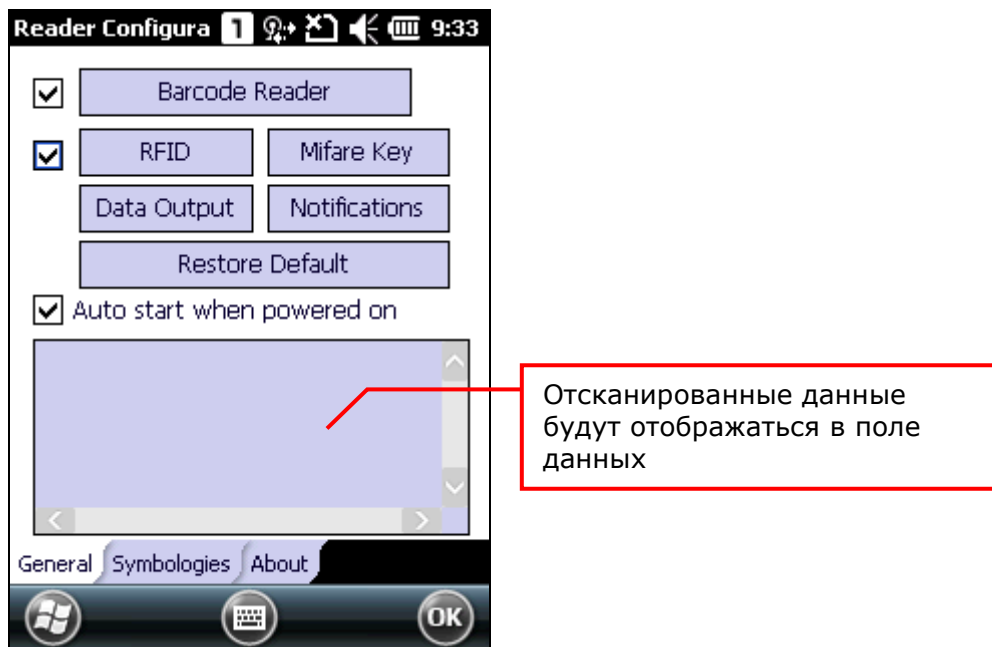 Reader Configura 1 9:33
Barcode Reader
RFID Mifare Key
Data Output Notifications
Restore Default
Auto start when powered on
Отсканированные данные
будут отображаться в поле
данных
General Symbologies About
OK